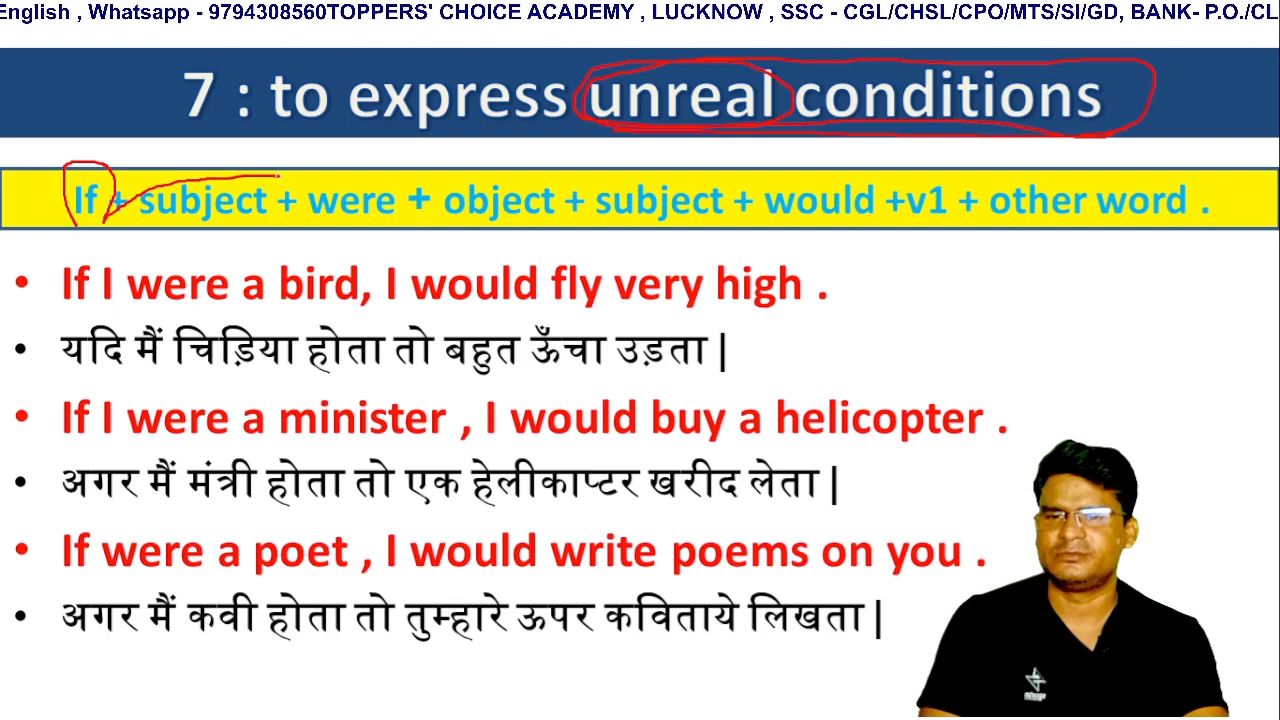 English , Whatsapp - 9794308560TOPPERS' CHOICE ACADEMY , LUCKNOW , SSC - CGL/CHSL/CPO/MTS/SI/GD, BANK- P.O./CL
7 : to express unreal conditions
If + subject + were + object + subject + would +v1 + other word .
• If I were a bird, I would fly very high .
• यदि मैं चिड़िया होता तो बहुत ऊँचा उड़ता|
• If I were a minister , I would buy a helicopter .
• अगर मैं मंत्री होता तो एक हेलीकाप्टर खरीद लेता|
• If were a poet , I would write poems on you .
• अगर मैं कवी होता तो तुम्हारे ऊपर कविताये लिखता|